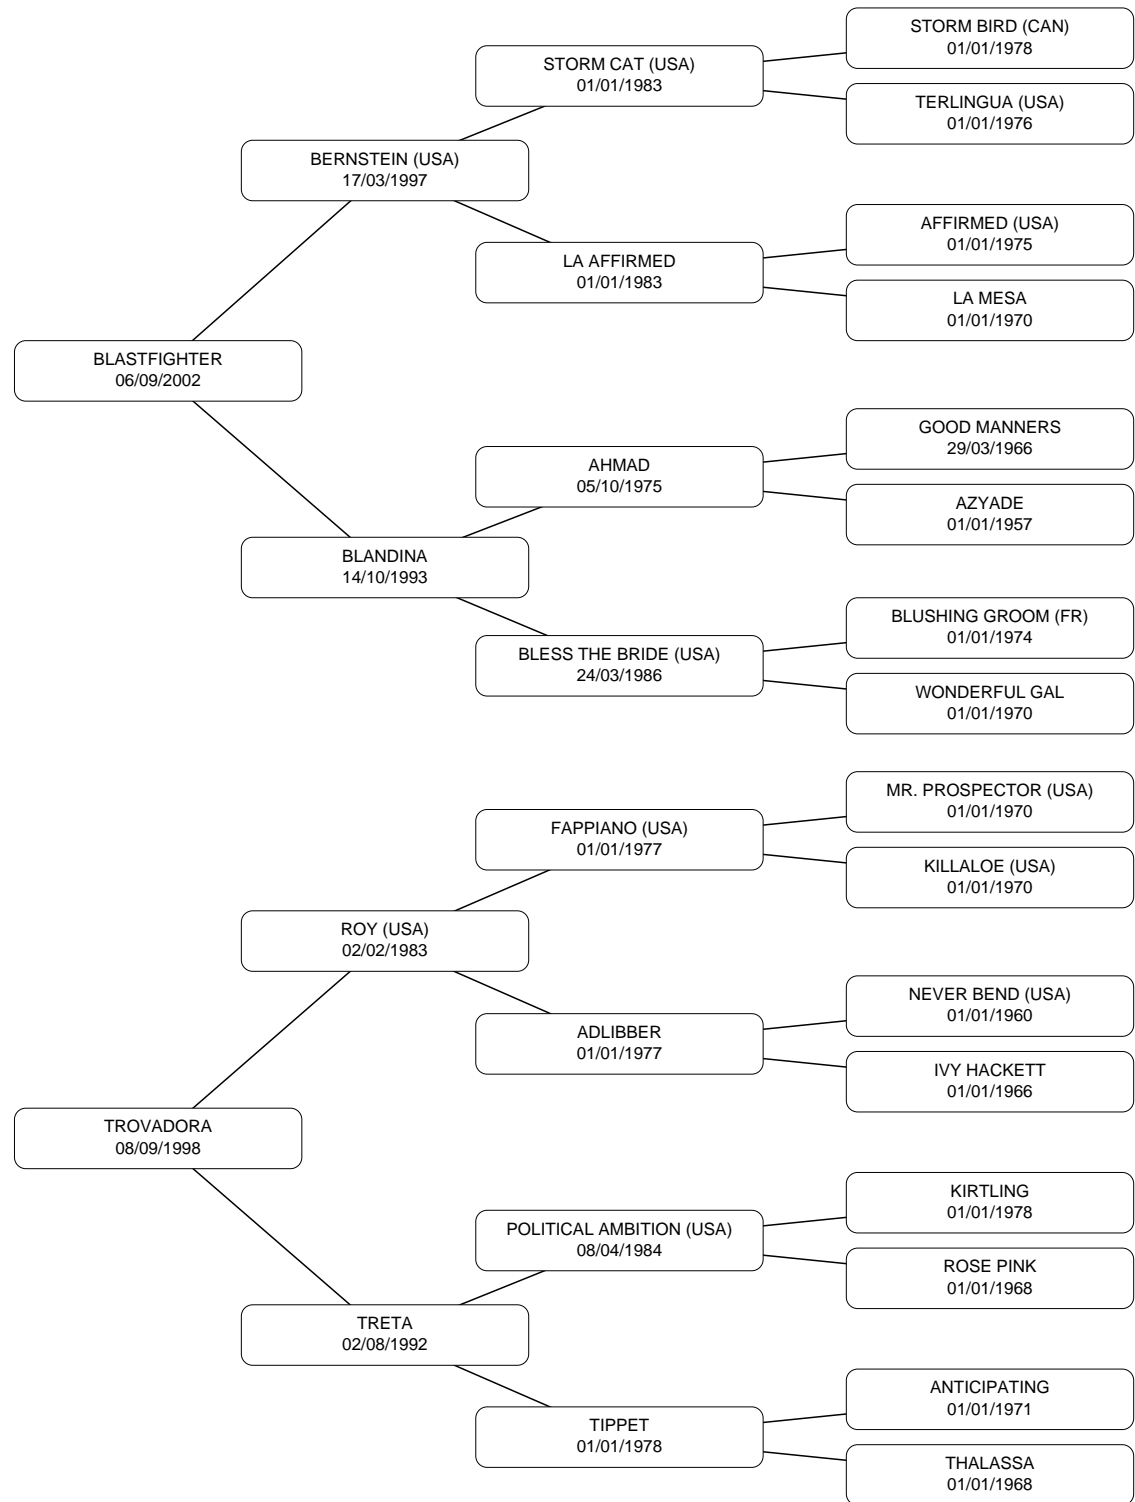 STORM BIRD (CAN)
01/01/1978
STORM CAT (USA)
01/01/1983
TERLINGUA (USA)
01/01/1976
BERNSTEIN (USA)
17/03/1997
AFFIRMED (USA)
01/01/1975
LA AFFIRMED
01/01/1983
LA MESA
01/01/1970
BLASTFIGHTER
06/09/2002
GOOD MANNERS
29/03/1966
AHMAD
05/10/1975
AZYADE
01/01/1957
BLANDINA
14/10/1993
BLUSHING GROOM (FR)
01/01/1974
BLESS THE BRIDE (USA)
24/03/1986
WONDERFUL GAL
01/01/1970
MR. PROSPECTOR (USA)
01/01/1970
FAPPIANO (USA)
01/01/1977
KILLALOE (USA)
01/01/1970
ROY (USA)
02/02/1983
NEVER BEND (USA)
01/01/1960
ADLIBBER
01/01/1977
IVY HACKETT
01/01/1966
TROVADORA
08/09/1998
KIRTLING
01/01/1978
POLITICAL AMBITION (USA)
08/04/1984
ROSE PINK
01/01/1968
TRETA
02/08/1992
ANTICIPATING
01/01/1971
TIPPET
01/01/1978
THALASSA
01/01/1968